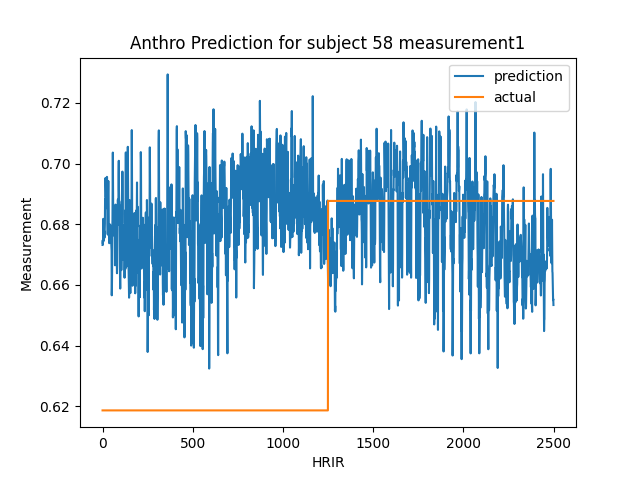 Anthro Prediction for subject 58 measurement1
prediction
actual
0.72
0.70
0.68
0.66
0.64
0.62
Measurement
0
500
1000
1500
2000
2500
HRIR